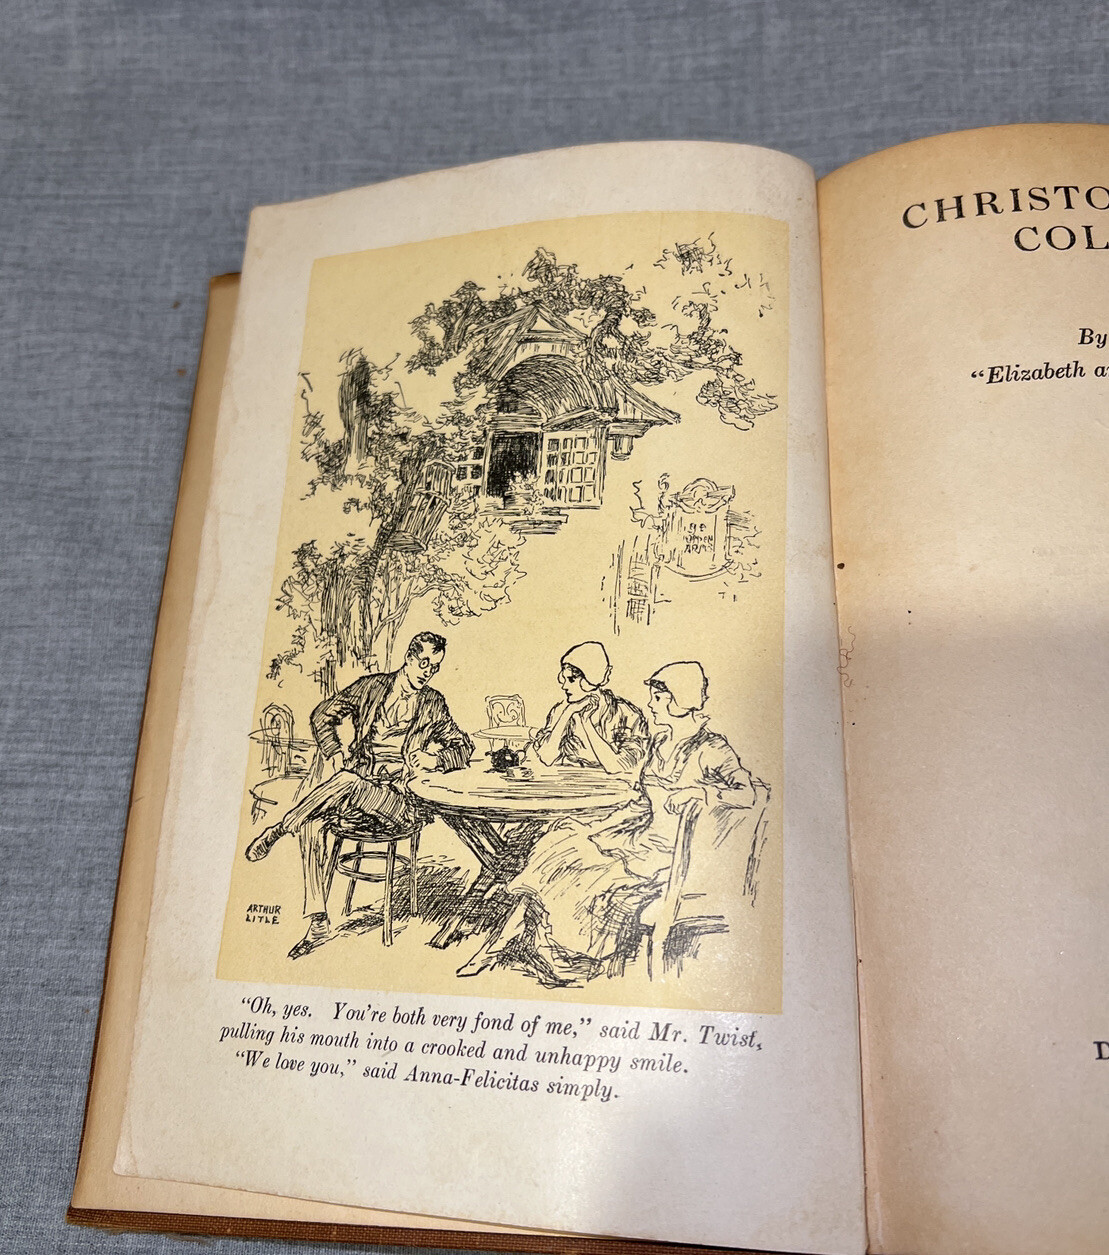 ARTHUR
LITLE
"Oh, yes. You're both very fond of me," said Mr. Twist,
pulling his mouth into a crooked and unhappy smile.
"We love you," said Anna-Felicitas simply.
CHRISTO
COL
By
"Elizabeth a
D